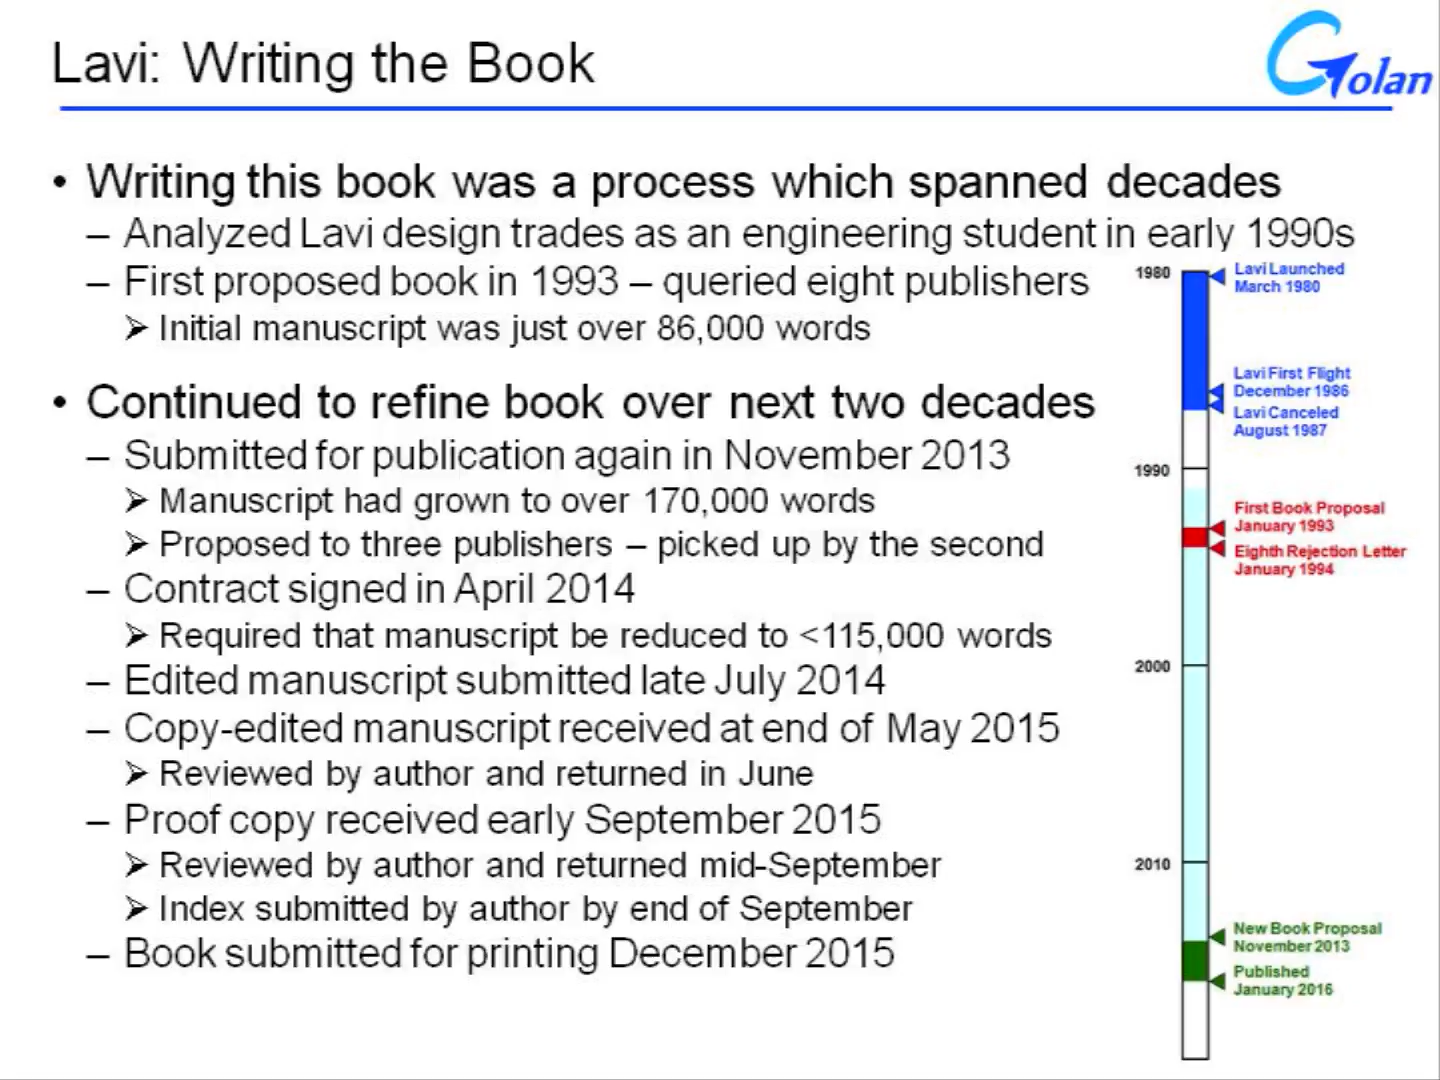 Lavi: Writing the Book
Golan
• Writing this book was a process which spanned decades
– Analyzed Lavi design trades as an engineering student in early 1990s
– First proposed book in 1993 – queried eight publishers
➢ Initial manuscript was just over 86,000 words
• Continued to refine book over next two decades
– Submitted for publication again in November 2013
➢ Manuscript had grown to over 170,000 words
➢ Proposed to three publishers – picked up by the second
– Contract signed in April 2014
➢ Required that manuscript be reduced to <115,000 words
– Edited manuscript submitted late July 2014
– Copy-edited manuscript received at end of May 2015
➢ Reviewed by author and returned in June
– Proof copy received early September 2015
➢ Reviewed by author and returned mid-September
➢ Index submitted by author by end of September
– Book submitted for printing December 2015
1980
Lavi Launched
March 1980
Lavi First Flight
December 1986
Lavi Canceled
August 1987
1990
First Book Proposal
January 1993
Eighth Rejection Letter
January 1994
2000
2010
New Book Proposal
November 2013
Published
January 2016